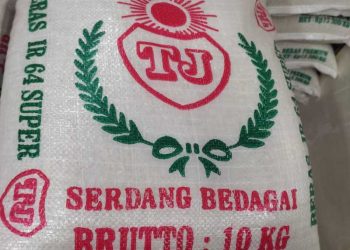 TJ
RAS IR 64 SUPER
TJ
SERDANG BEDAGAI
BRUTTO : 10 KG